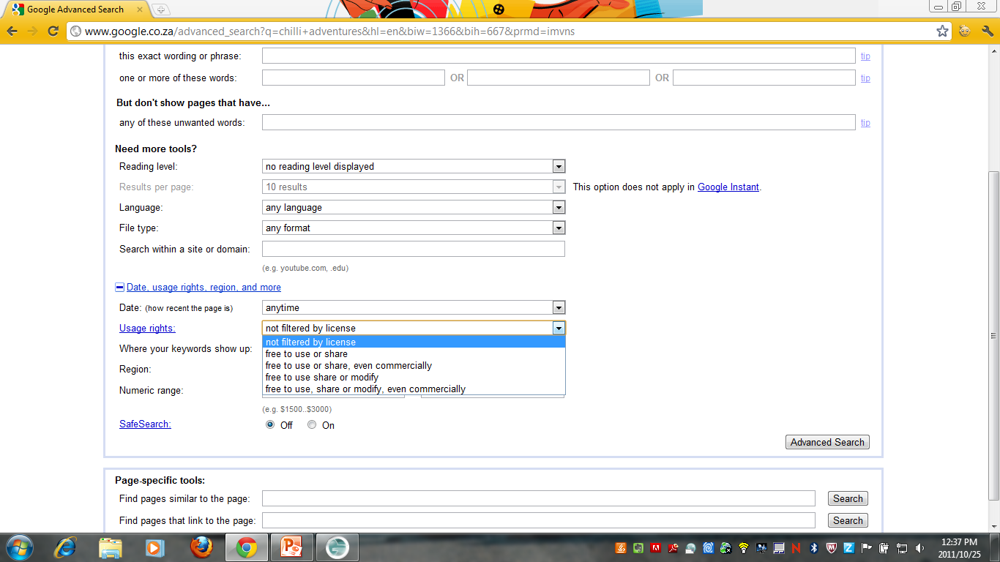 Google Advanced Search
www.google.co.za/advanced_search?q=chilli+adventures&hl=en&biw=1366&bih=667&prmd=imvns
this exact wording or phrase: tip
one or more of these words: OR OR tip
But don't show pages that have...
any of these unwanted words: tip
Need more tools?
Reading level: no reading level displayed
Results per page: 10 results This option does not apply in Google Instant.
Language: any language
File type: any format
Search within a site or domain:
(e.g. youtube.com, .edu)
Date, usage rights, region, and more
Date: (how recent the page is) anytime
Usage rights: not filtered by license
not filtered by license
Where your keywords show up:
free to use or share
free to use or share, even commercially
Region:
free to use share or modify
Numeric range: free to use, share or modify, even commercially
(e.g. $1500..$3000)
SafeSearch: Off On
Advanced Search
Page-specific tools:
Find pages similar to the page: Search
Find pages that link to the page: Search
12:37 PM
2011/10/25